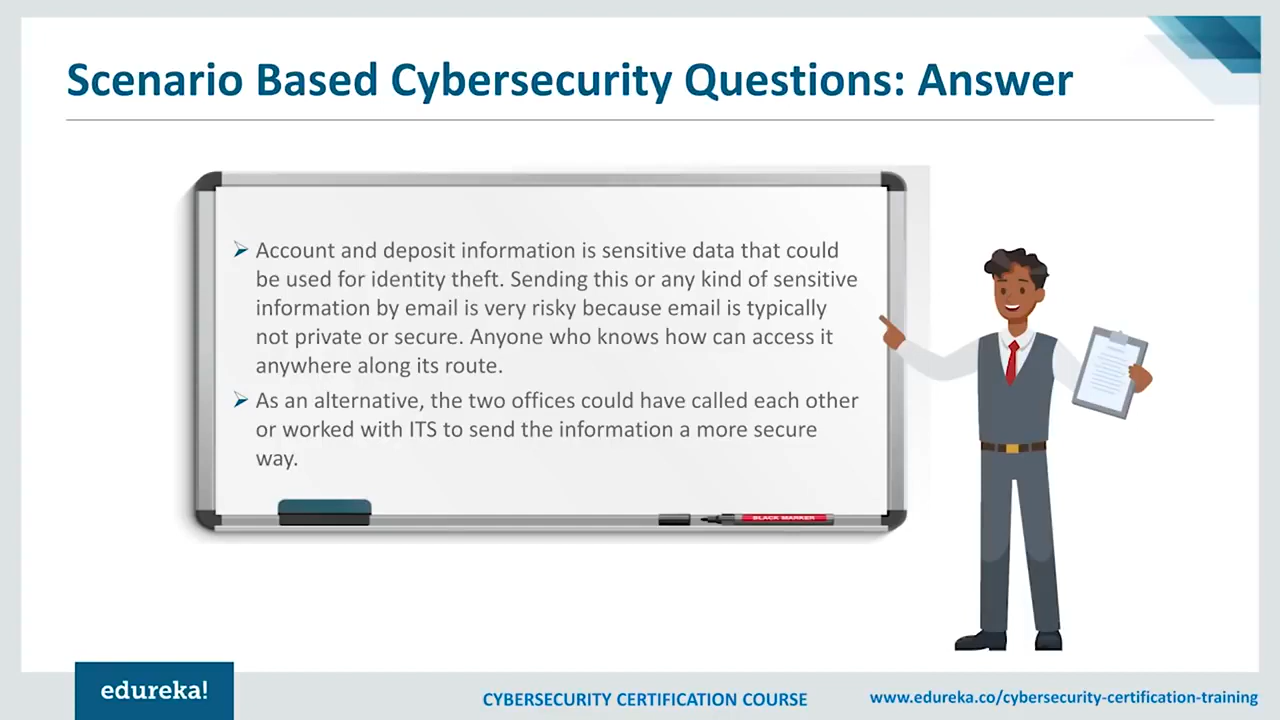 Scenario Based Cybersecurity Questions: Answer
Account and deposit information is sensitive data that could
be used for identity theft. Sending this or any kind of sensitive
information by email is very risky because email is typically
not private or secure. Anyone who knows how can access it
anywhere along its route.
As an alternative, the two offices could have called each other
or worked with ITS to send the information a more secure
way.
BLACK MARKER
edureka!
CYBERSECURITY CERTIFICATION COURSE
www.edureka.co/cybersecurity-certification-training